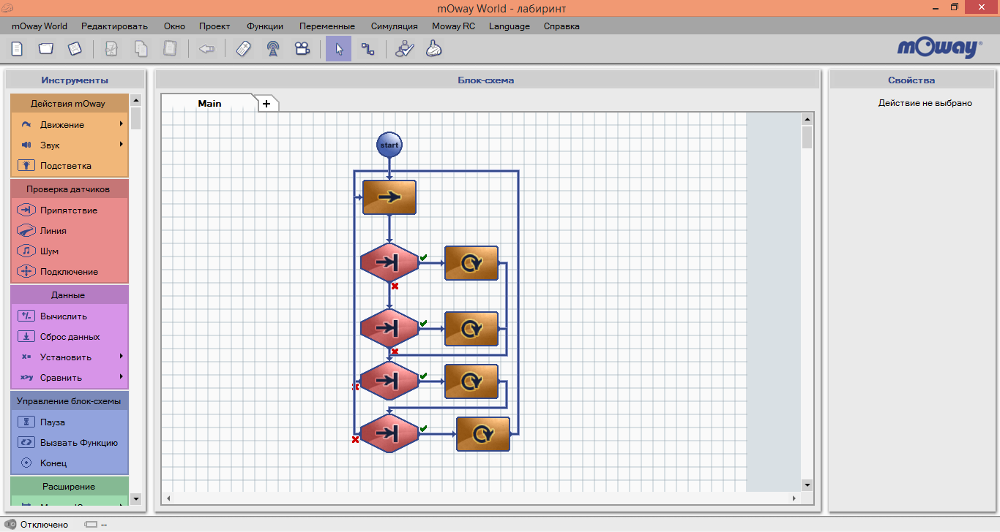 mOway World - лабиринт
mOway World Редактировать Окно Проект Функции Переменные Симуляция Moway RC Language Справка
mOway
Инструменты
Действия mOway
Движение
Звук
Подстветка
Проверка датчиков
Припятствие
Линия
Шум
Подключение
Данные
+/- Вычислить
Сброс данных
x= Установить
x>y Сравнить
Управление блок-схемы
Пауза
Вызвать Функцию
Конец
Расширение
Блок-схема
Main +
start
Свойства
Действие не выбрано
Отключено --